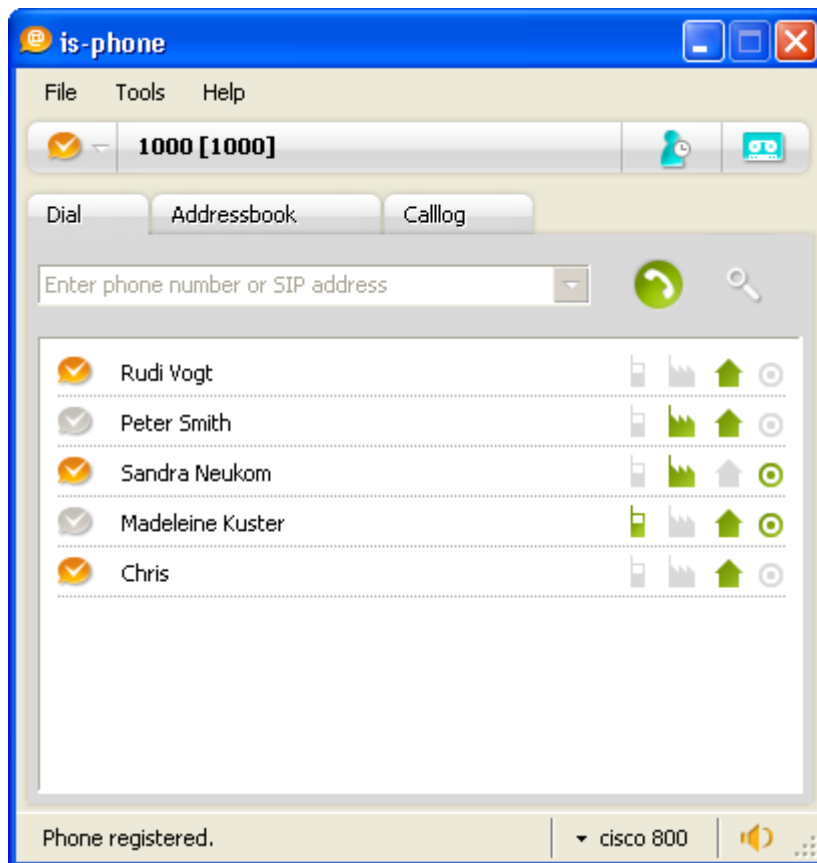 is-phone
File Tools Help
1000 [1000]
Dial Addressbook Calllog
Enter phone number or SIP address
Rudi Vogt
Peter Smith
Sandra Neukom
Madeleine Kuster
Chris
Phone registered. cisco 800